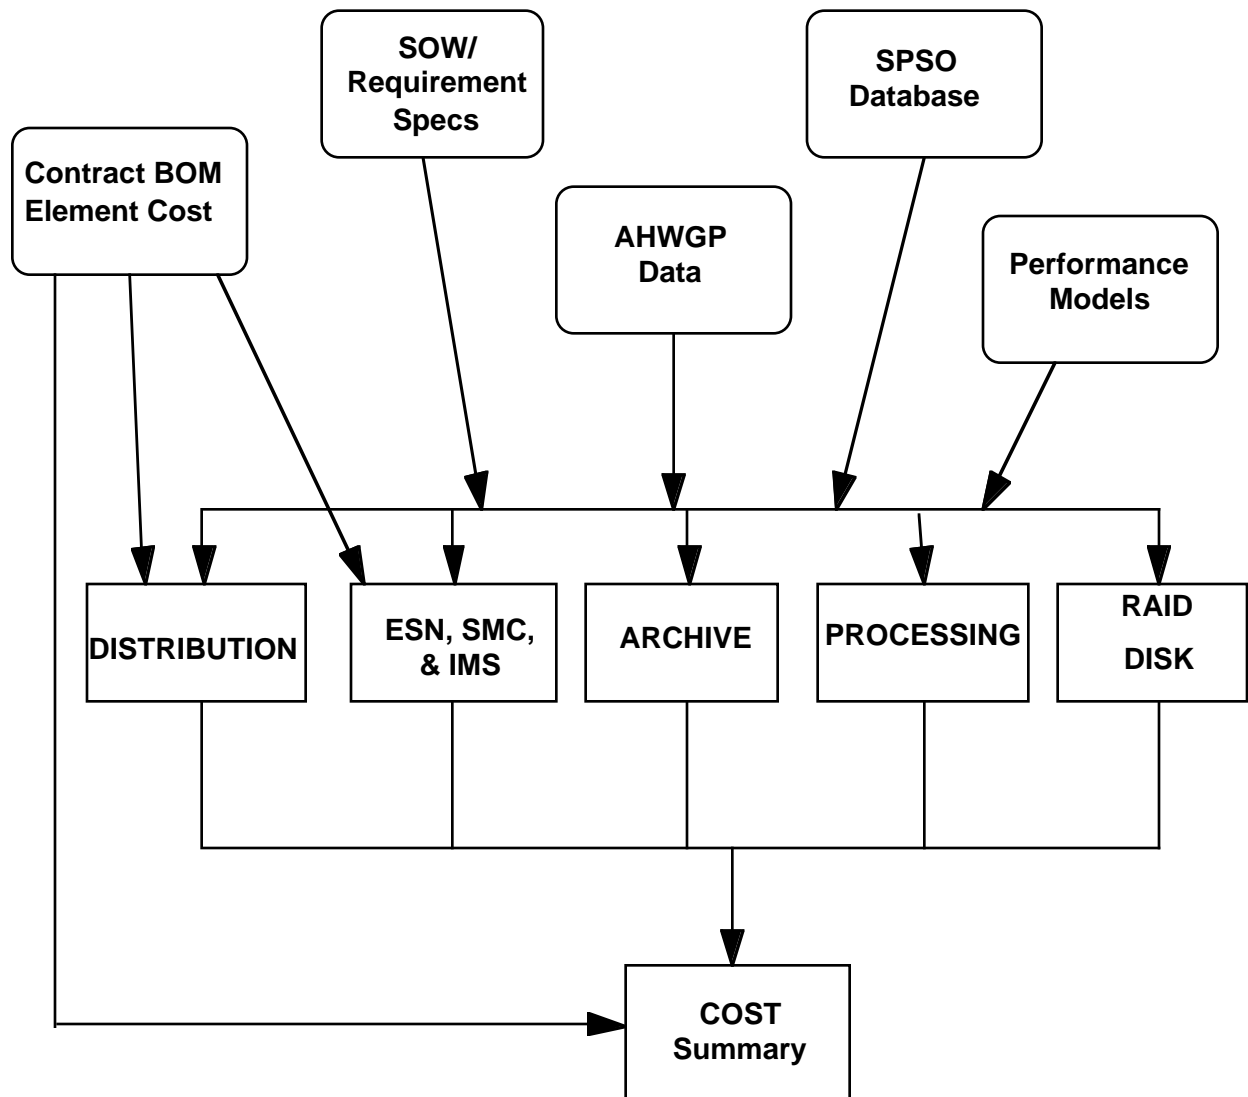 SOW/
Requirement
Specs
SPSO
Database
Contract BOM
Element Cost
AHWGP
Data
Performance
Models
DISTRIBUTION
ESN, SMC,
& IMS
ARCHIVE
PROCESSING
RAID
DISK
COST
Summary